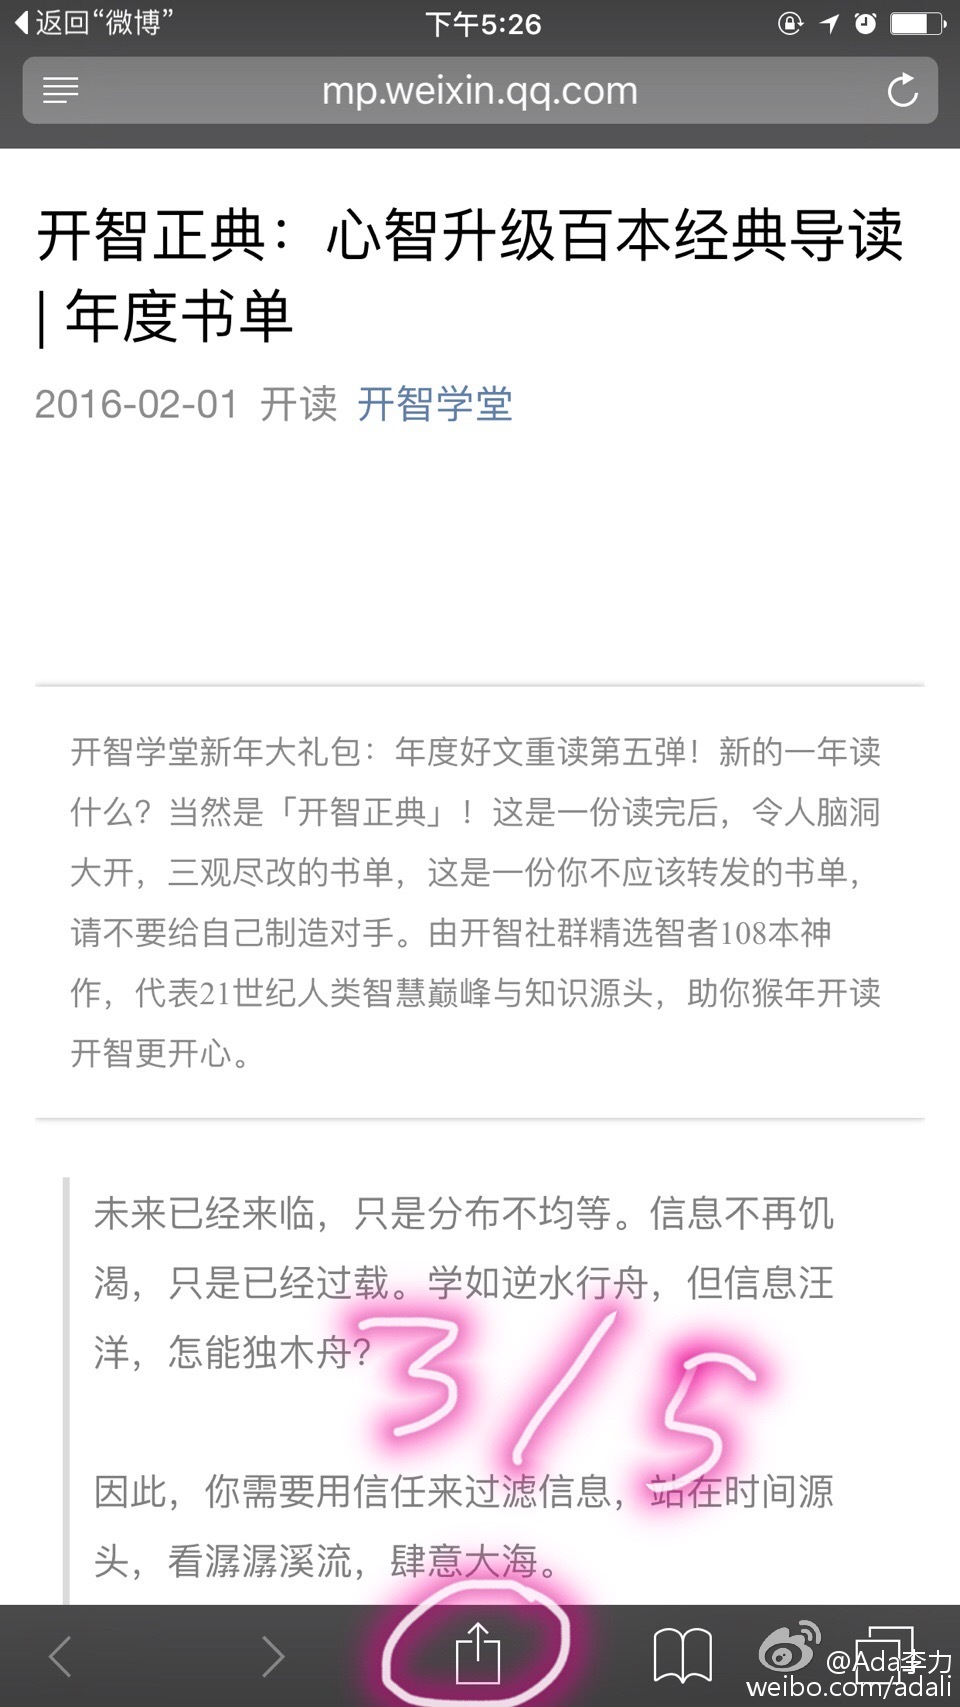 返回“微博”
下午5:26
mp.weixin.qq.com
开智正典：心智升级百本经典导读
| 年度书单
2016-02-01 开读 开智学堂
开智学堂新年大礼包：年度好文重读第五弹！新的一年读
什么？当然是「开智正典」！这是一份读完后，令人脑洞
大开，三观尽改的书单，这是一份你不应该转发的书单，
请不要给自己制造对手。由开智社群精选智者108本神
作，代表21世纪人类智慧巅峰与知识源头，助你猴年开读
开智更开心。
未来已经来临，只是分布不均等。信息不再饥
渴，只是已经过载。学如逆水行舟，但信息汪
洋，怎能独木舟？
3/5
因此，你需要用信任来过滤信息，站在时间源
头，看潺潺溪流，肆意大海。
@Ada李力
weibo.com/adali